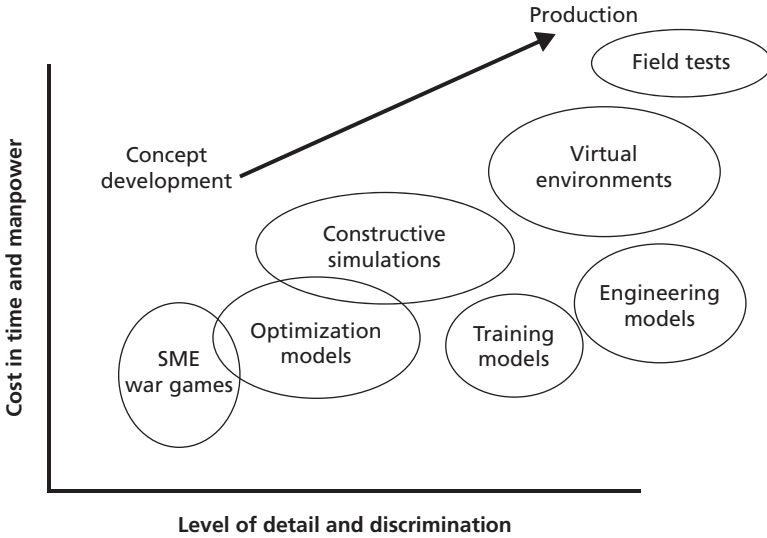 Production
Field tests
Concept
development
Virtual
environments
Constructive
simulations
Engineering
models
Optimization
models
Training
models
SME
war games
Cost in time and manpower
Level of detail and discrimination